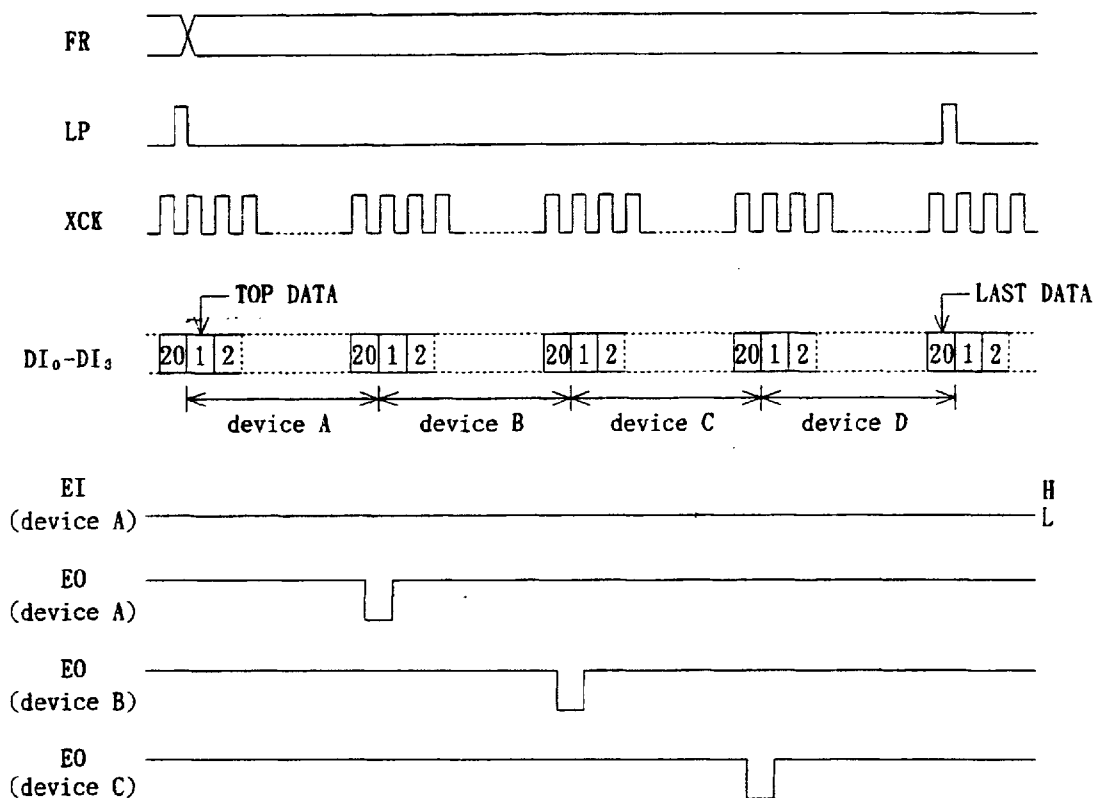 FR
LP
XCK
TOP DATA
LAST DATA
DI₀-DI₃
20 1 2 20 1 2 20 1 2 20 1 2 20 1 2
device A device B device C device D
EI
(device A)
H
L
EO
(device A)
EO
(device B)
EO
(device C)